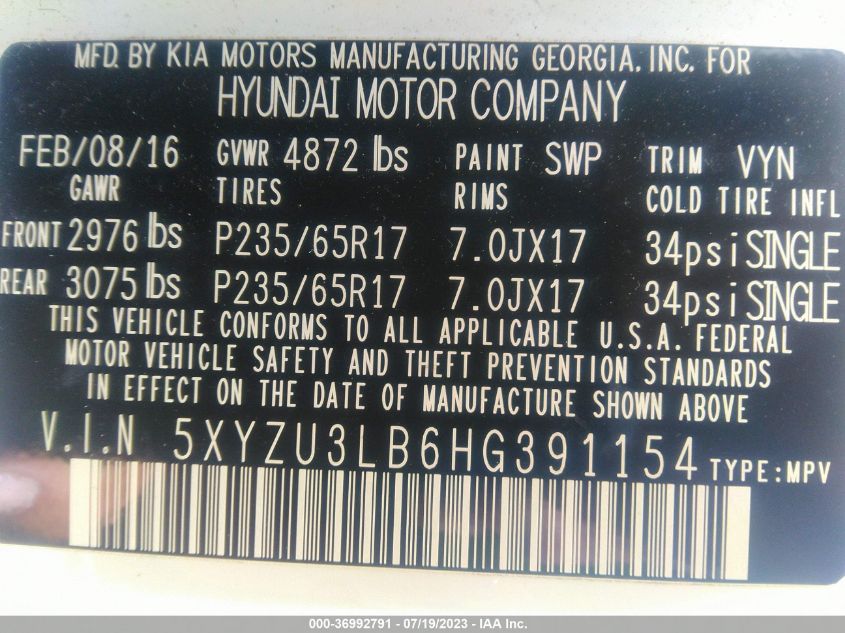 MFD. BY KIA MOTORS MANUFACTURING GEORGIA, INC. FOR
HYUNDAI MOTOR COMPANY
FEB/08/16 GVWR 4872 lbs PAINT SWP TRIM VYN
GAWR TIRES RIMS COLD TIRE INFL
FRONT 2976 lbs P235/65R17 7.0JX17 34psi SINGLE
REAR 3075 lbs P235/65R17 7.0JX17 34psi SINGLE
THIS VEHICLE CONFORMS TO ALL APPLICABLE U.S.A. FEDERAL
MOTOR VEHICLE SAFETY AND THEFT PREVENTION STANDARDS
IN EFFECT ON THE DATE OF MANUFACTURE SHOWN ABOVE
V.I.N 5XYZU3LB6HG391154 TYPE:MPV
000-36992791 - 07/19/2023 - IAA Inc.